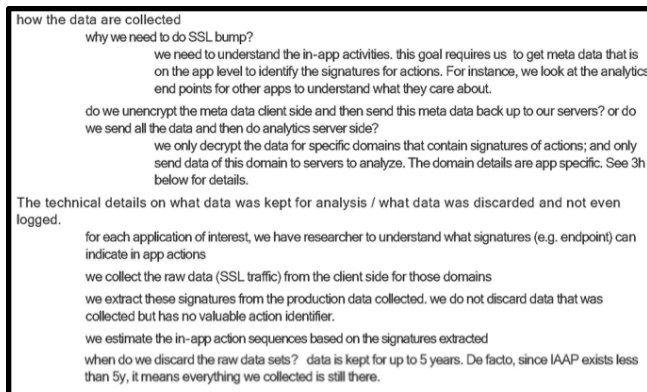 how the data are collected
why we need to do SSL bump?
we need to understand the in-app activities. this goal requires us to get meta data that is
on the app level to identify the signatures for actions. For instance, we look at the analytics
end points for other apps to understand what they care about.
do we unencrypt the meta data client side and then send this meta data back up to our servers? or do
we send all the data and then do analytics server side?
we only decrypt the data for specific domains that contain signatures of actions; and only
send data of this domain to servers to analyze. The domain details are app specific. See 3h
below for details.
The technical details on what data was kept for analysis / what data was discarded and not even
logged.
for each application of interest, we have researcher to understand what signatures (e.g. endpoint) can
indicate in app actions
we collect the raw data (SSL traffic) from the client side for those domains
we extract these signatures from the production data collected. we do not discard data that was
collected but has no valuable action identifier.
we estimate the in-app action sequences based on the signatures extracted
when do we discard the raw data sets? data is kept for up to 5 years. De facto, since IAAP exists less
than 5y, it means everything we collected is still there.